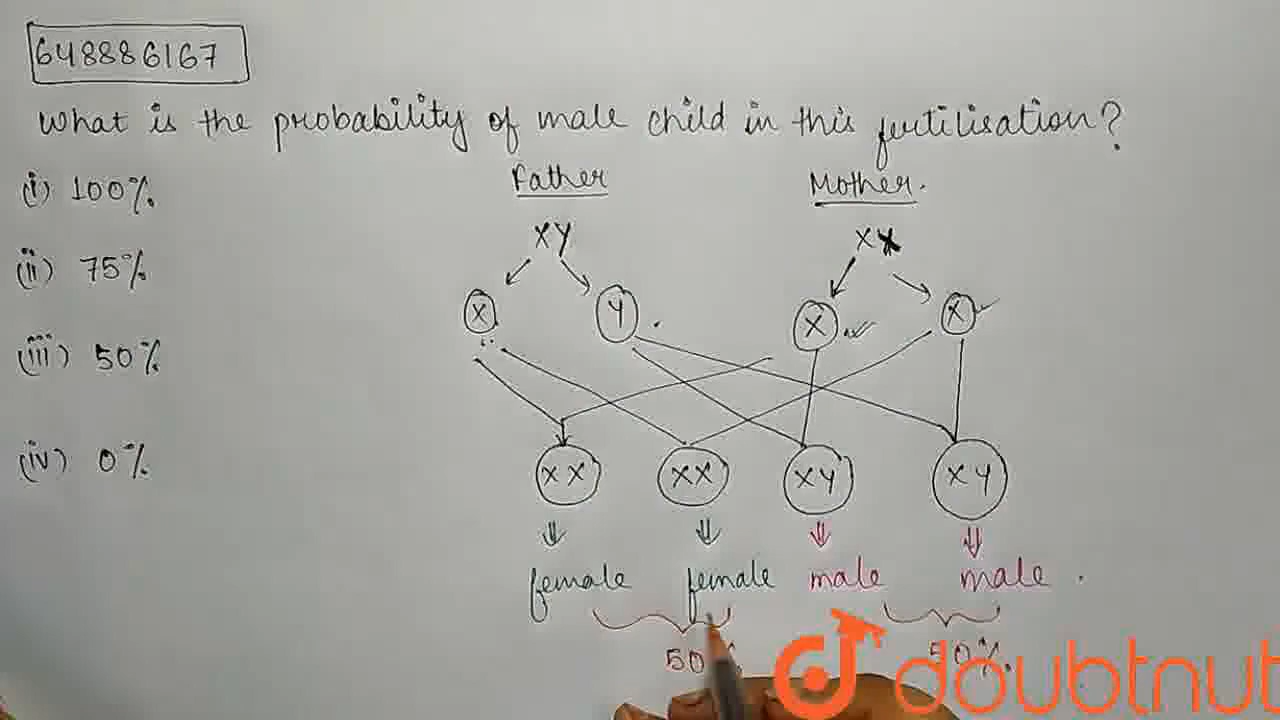 648886167
What is the probability of male child in this fertilisation?
Father Mother.
(i) 100%
XY XX
(ii) 75%
X Y X X
(iii) 50%
(iv) 0%
XX XX XY XY
female female male male
50% 50%
doubtnut